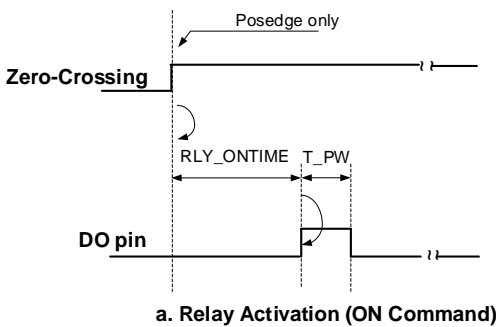 Posedge only
Zero-Crossing
RLY_ONTIME T_PW
DO pin
a. Relay Activation (ON Command)